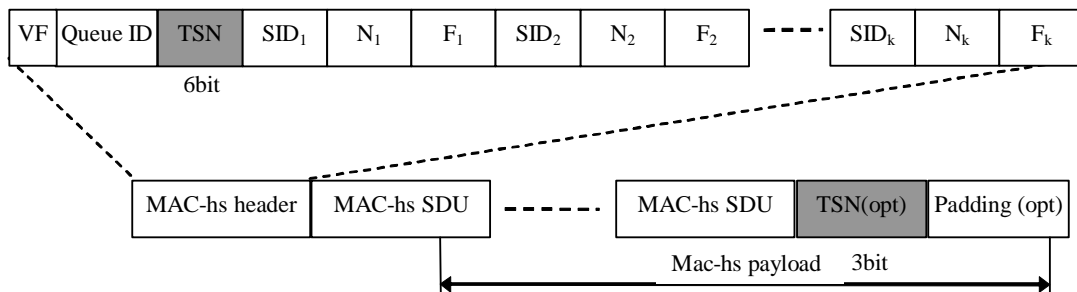 VF Queue ID TSN SID₁ N₁ F₁ SID₂ N₂ F₂ SIDₖ Nₖ Fₖ
6bit
MAC-hs header MAC-hs SDU MAC-hs SDU TSN(opt) Padding (opt)
Mac-hs payload 3bit